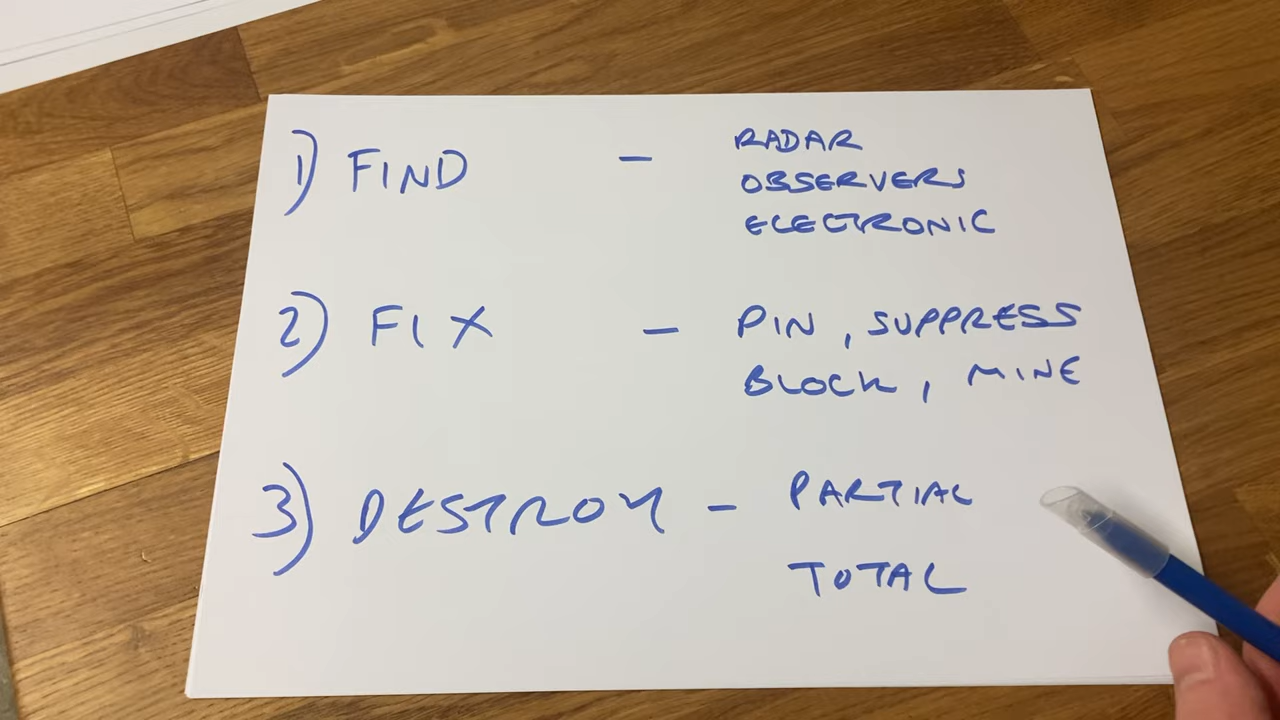 1) FIND - RADAR
OBSERVERS
ELECTRONIC
2) FIX - PIN, SUPPRESS
BLOCK, MINE
3) DESTROY - PARTIAL
TOTAL